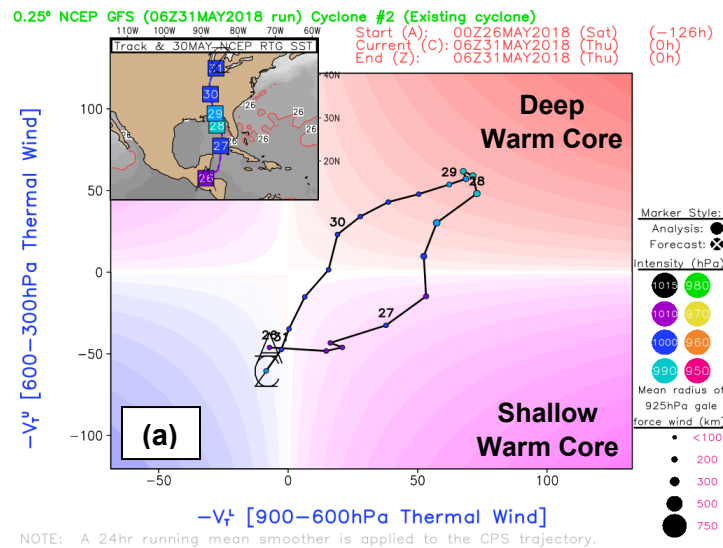 0.25° NCEP GFS (06Z31MAY2018 run) Cyclone #2 (Existing cyclone)
Start (A): 00Z26MAY2018 (Sat) (-126h)
Current (C): 06Z31MAY2018 (Thu) (0h)
End (Z): 06Z31MAY2018 (Thu) (0h)
Track & 30MAY NCEP RTG SST
110W 100W 90W 80W 70W 60W
40N
30N
20N
31
30
29
28
27
26
26
26
26
26
Deep
Warm Core
Shallow
Warm Core
29
28
30
27
26
31
A
C
(a)
100
50
0
−50
−100
−50 0 50 100
−V_T^U [600−300hPa Thermal Wind]
−V_T^L [900−600hPa Thermal Wind]
Marker Style:
Analysis:
Forecast:
Intensity (hPa):
1015 980
1010 970
1000 960
990 950
Mean radius of
925hPa gale
force wind (km):
<100
200
300
500
750
NOTE: A 24hr running mean smoother is applied to the CPS trajectory.